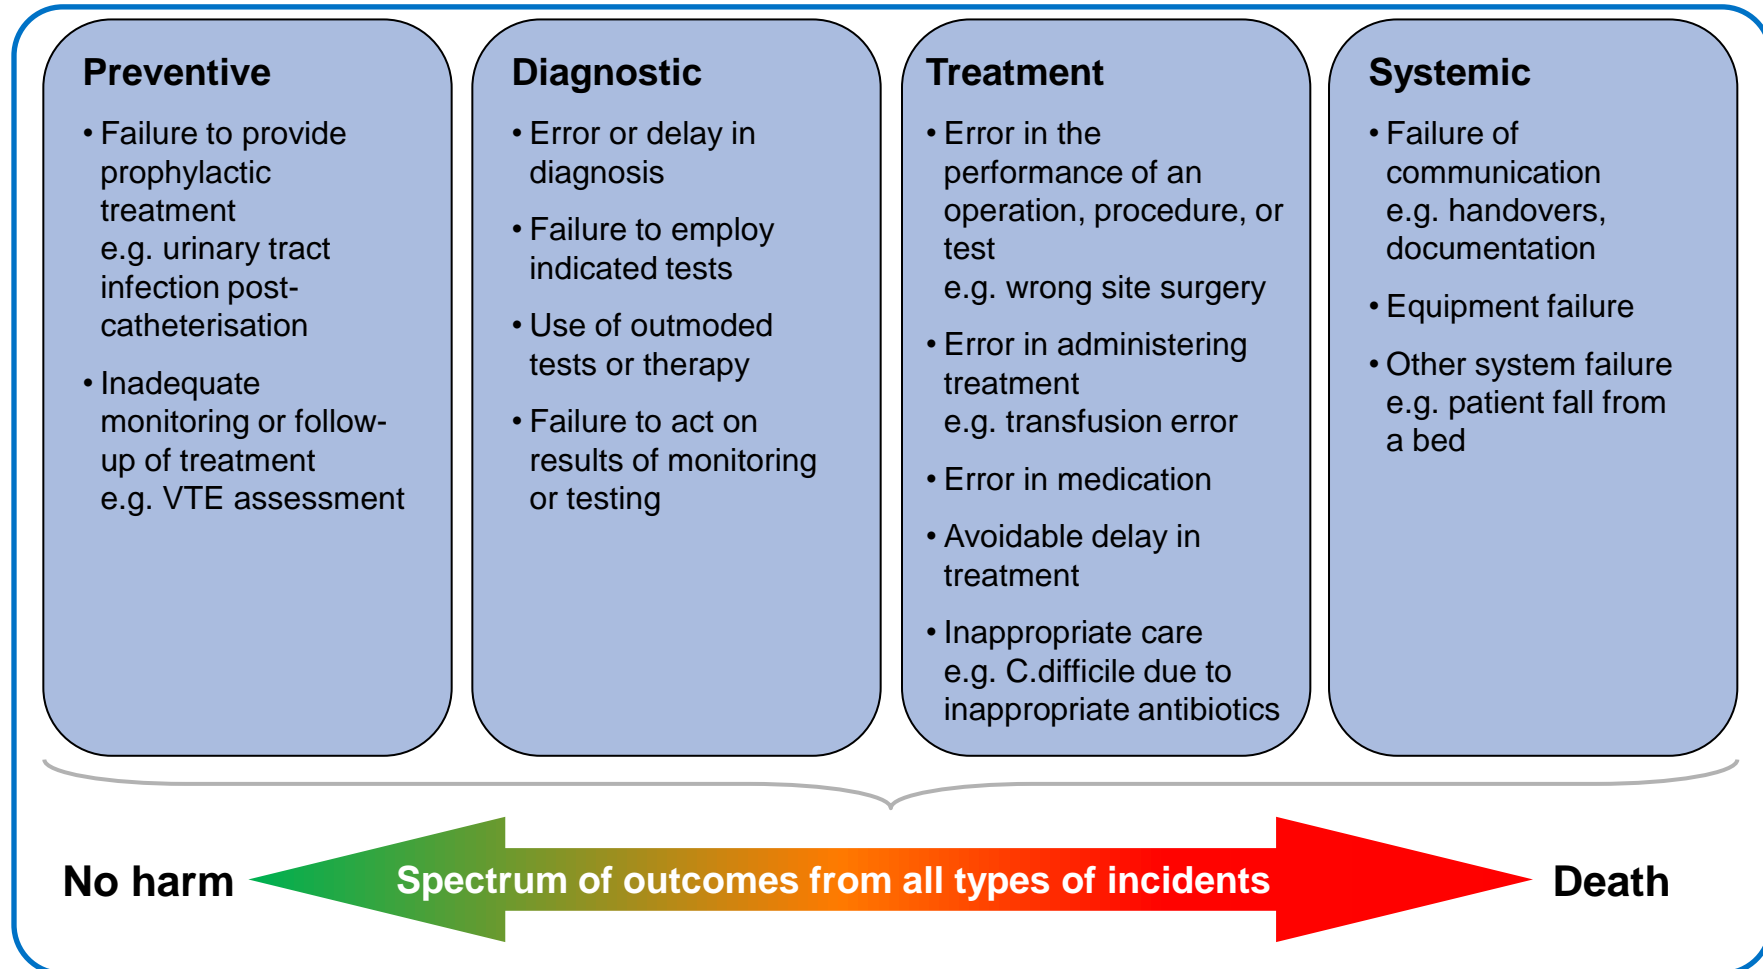 Preventive
• Failure to provide
prophylactic
treatment
e.g. urinary tract
infection post-
catheterisation
• Inadequate
monitoring or follow-
up of treatment
e.g. VTE assessment
Diagnostic
• Error or delay in
diagnosis
• Failure to employ
indicated tests
• Use of outmoded
tests or therapy
• Failure to act on
results of monitoring
or testing
Treatment
• Error in the
performance of an
operation, procedure, or
test
e.g. wrong site surgery
• Error in administering
treatment
e.g. transfusion error
• Error in medication
• Avoidable delay in
treatment
• Inappropriate care
e.g. C.difficile due to
inappropriate antibiotics
Systemic
• Failure of
communication
e.g. handovers,
documentation
• Equipment failure
• Other system failure
e.g. patient fall from
a bed
No harm
Spectrum of outcomes from all types of incidents
Death